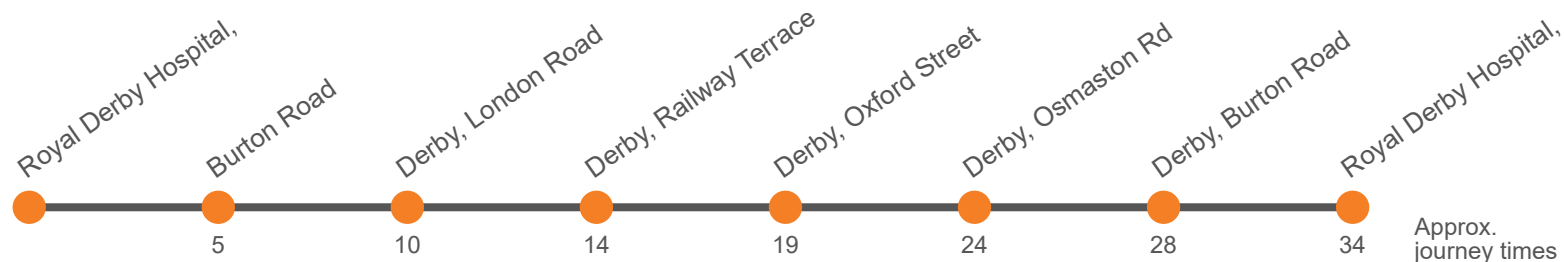 Royal Derby Hospital,
Burton Road
Derby, London Road
Derby, Railway Terrace
Derby, Oxford Street
Derby, Osmaston Rd
Derby, Burton Road
Royal Derby Hospital,
5
10
14
19
24
28
34
Approx.
journey times